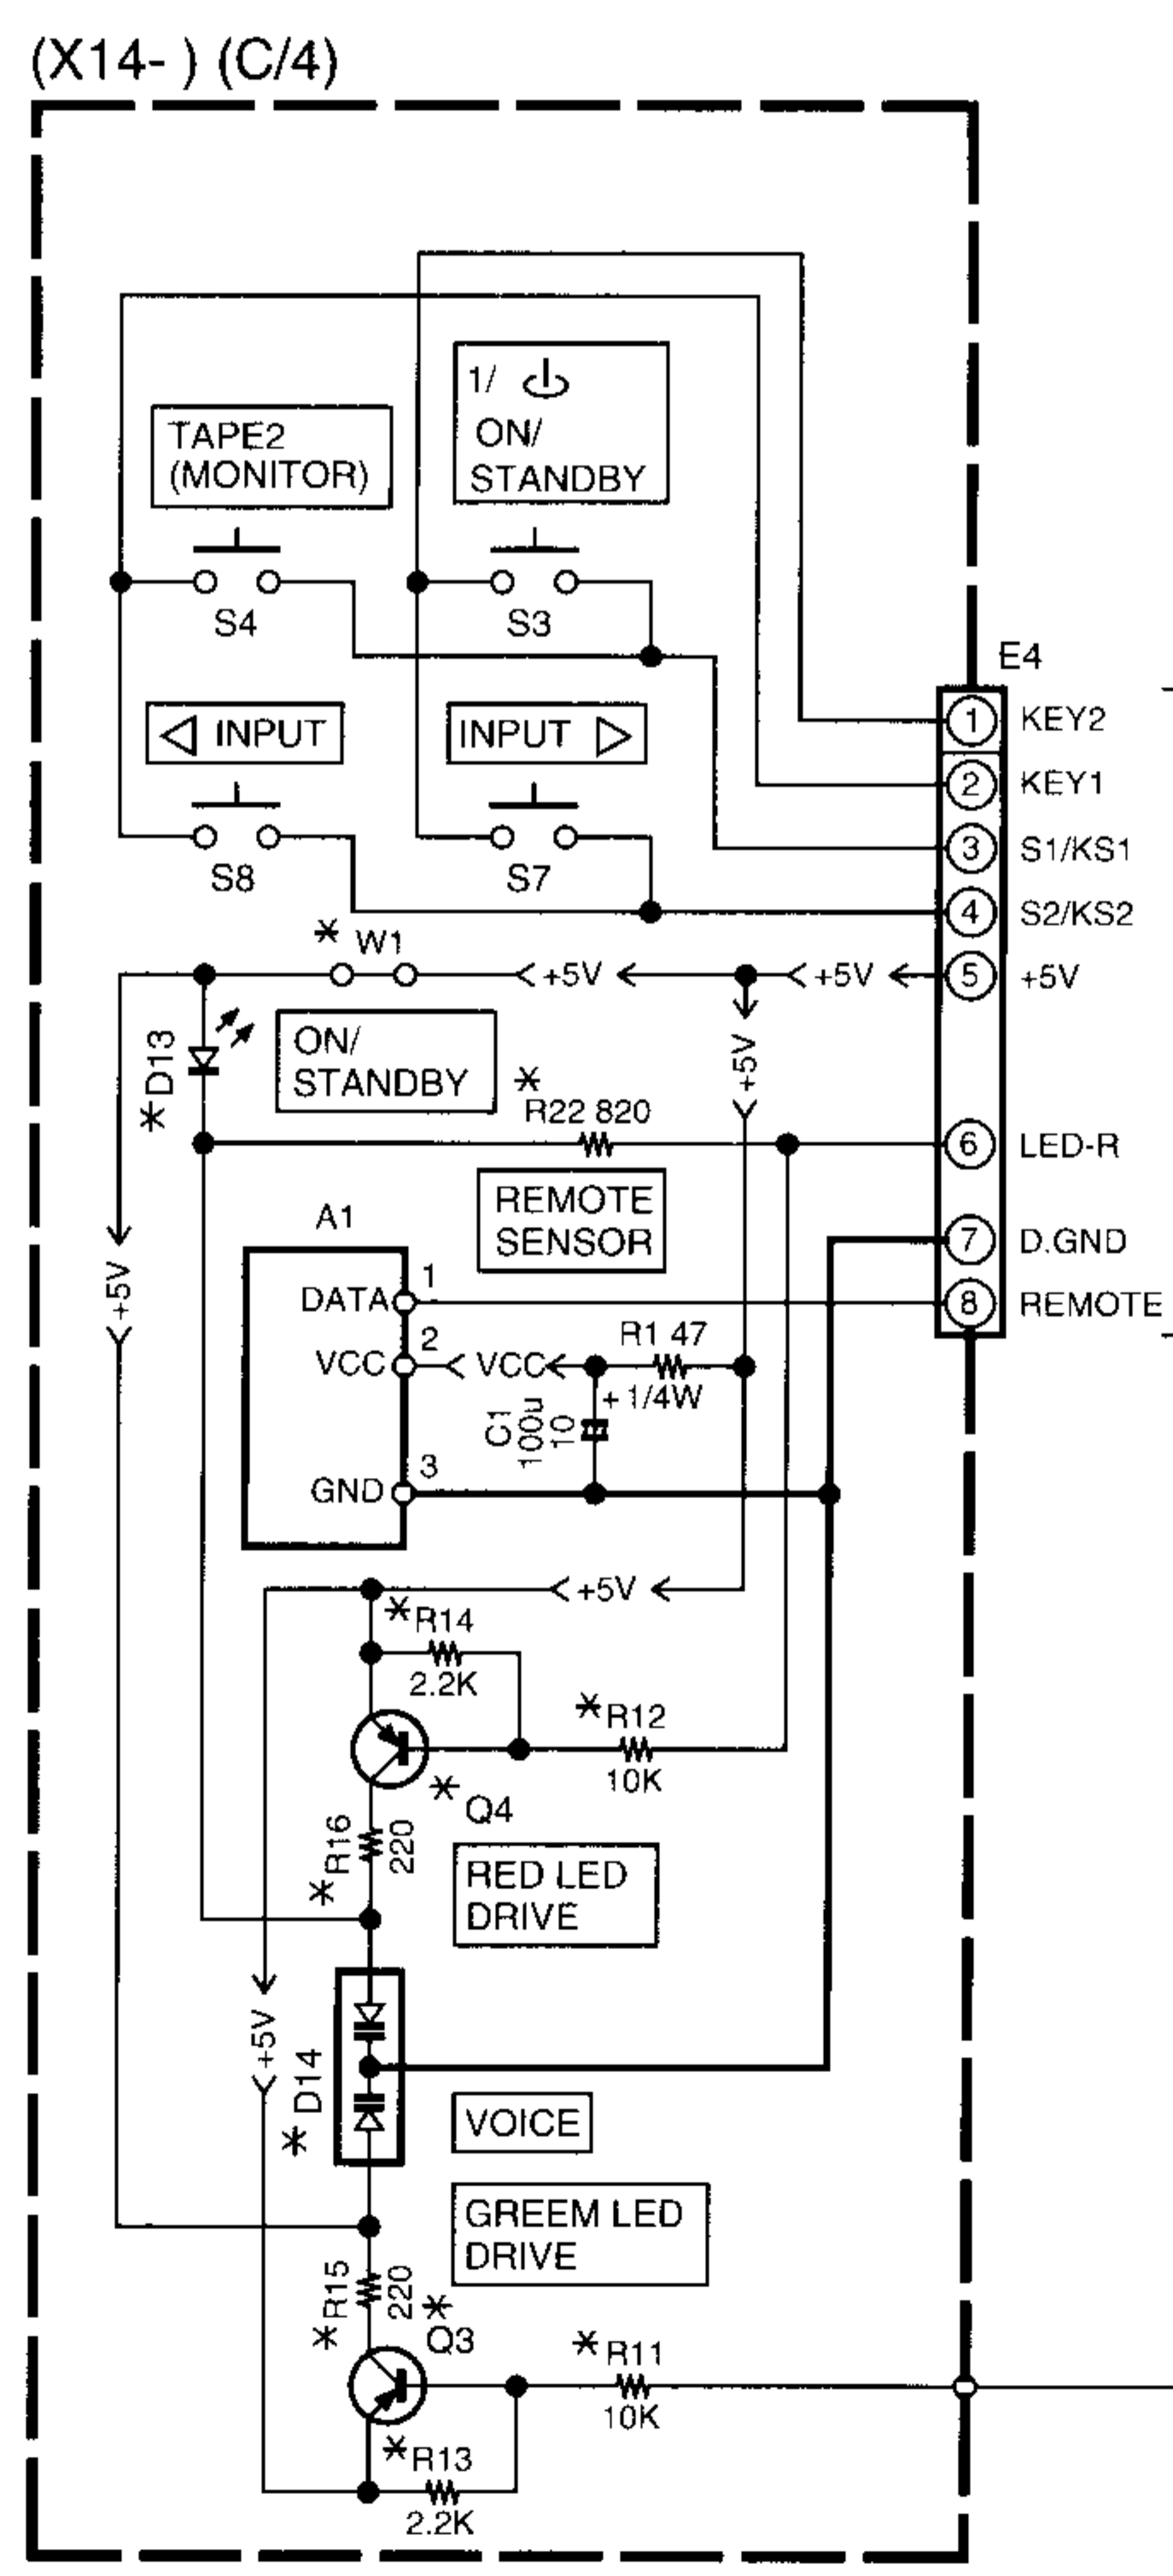 (X14- ) (C/4)
1/
ON/
STANDBY
TAPE2
(MONITOR)
S4
S3
E4
INPUT
INPUT
1 KEY2
2 KEY1
3 S1/KS1
S8
S7
4 S2/KS2
* W1
+5V
+5V
5 +5V
*D13
ON/
STANDBY
+5V
*
R22 820
6 LED-R
REMOTE
SENSOR
A1
7 D.GND
DATA
1
8 REMOTE
+5V
VCC
2
VCC
R1 47
+ 1/4W
C1
100u
10
GND
3
+5V
*R14
2.2K
*R12
10K
*Q4
*R16
220
RED LED
DRIVE
+5V
*D14
VOICE
GREEM LED
DRIVE
*R15
220
*
Q3
*R11
10K
*R13
2.2K